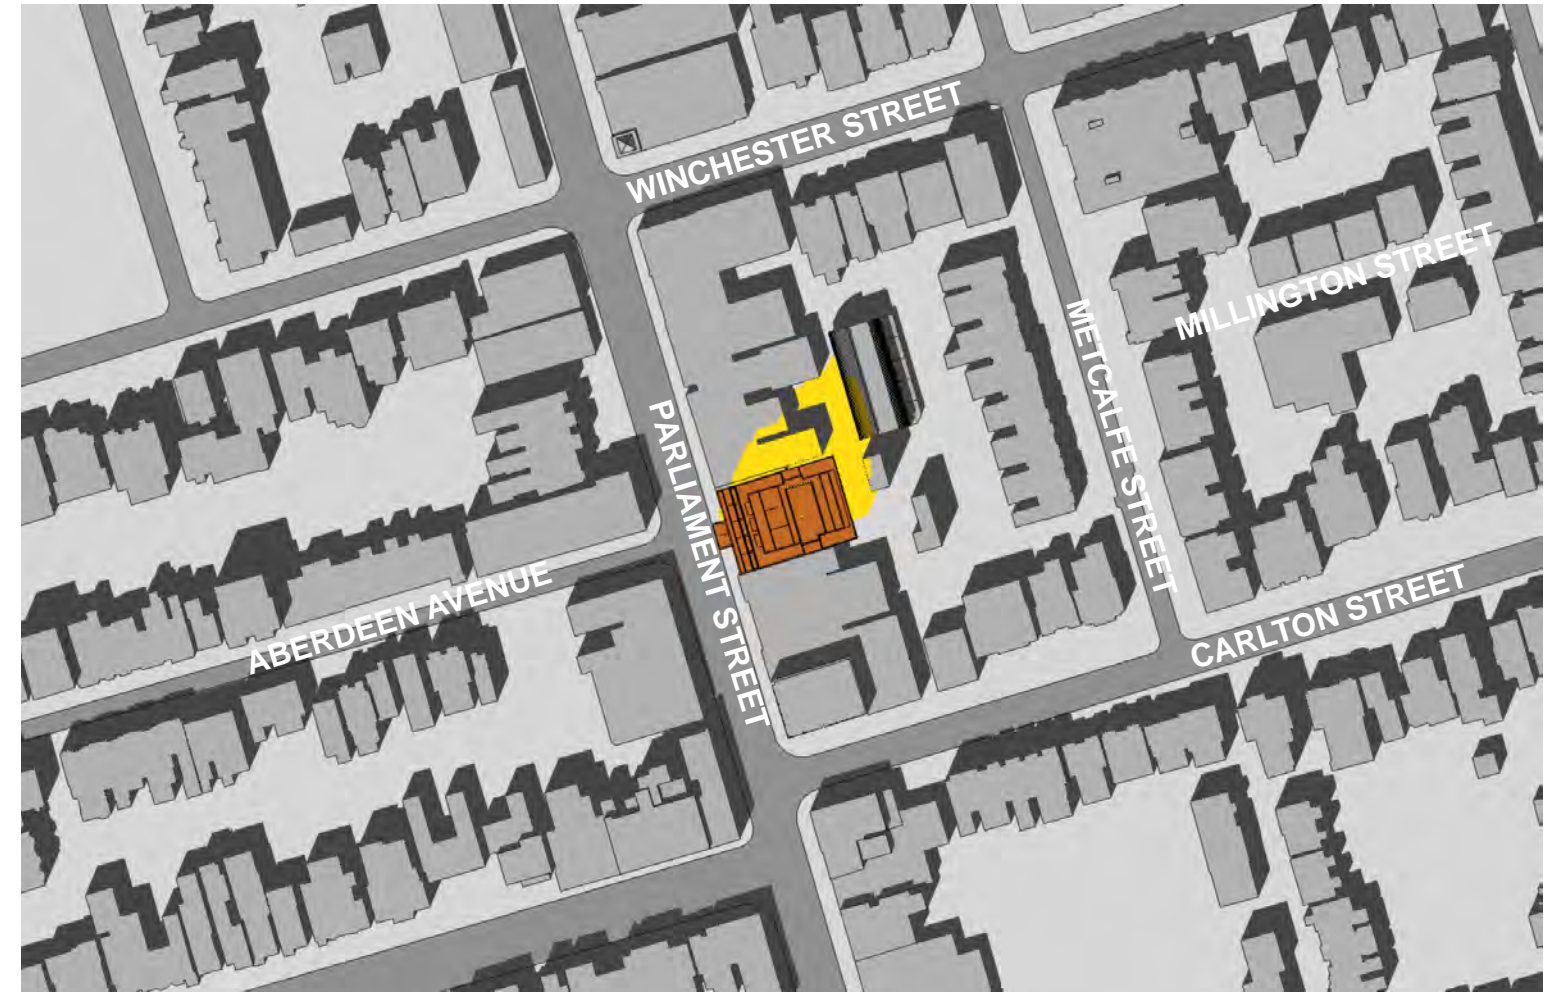 WINCHESTER STREET
MILLINGTON STREET
METCALFE STREET
PARLIAMENT STREET
ABERDEEN AVENUE
CARLTON STREET